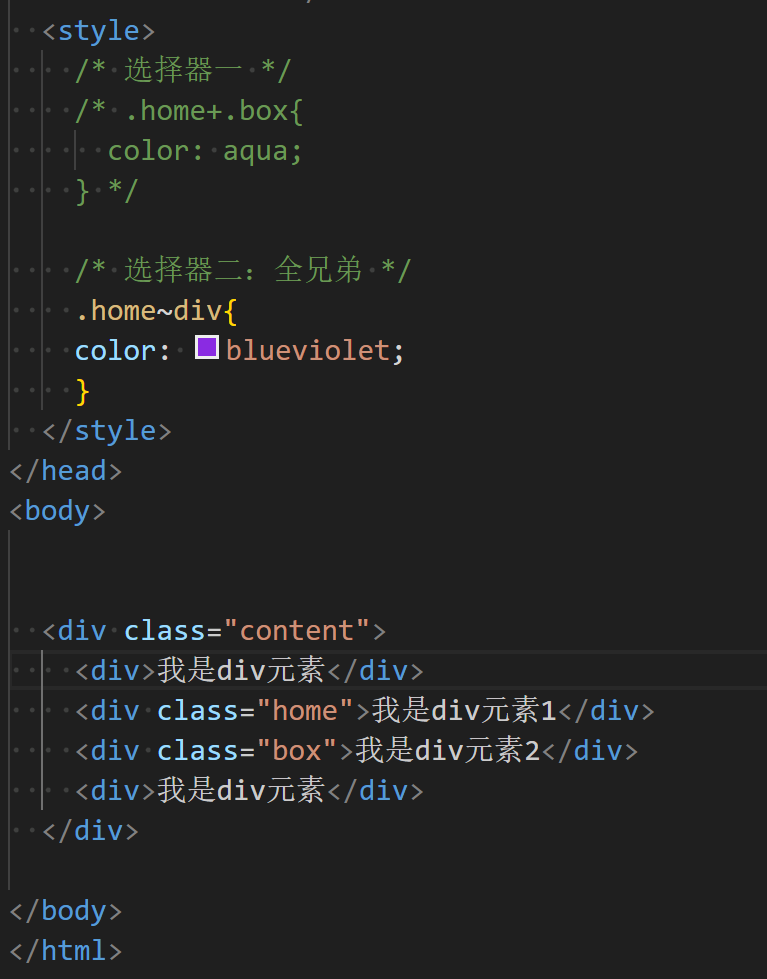 <style>
/* 选择器一 */
/* .home+.box{
color: aqua;
} */
/* 选择器二：全兄弟 */
.home~div{
color: blueviolet;
}
</style>
</head>
<body>
<div class="content">
<div>我是div元素</div>
<div class="home">我是div元素1</div>
<div class="box">我是div元素2</div>
<div>我是div元素</div>
</div>
</body>
</html>